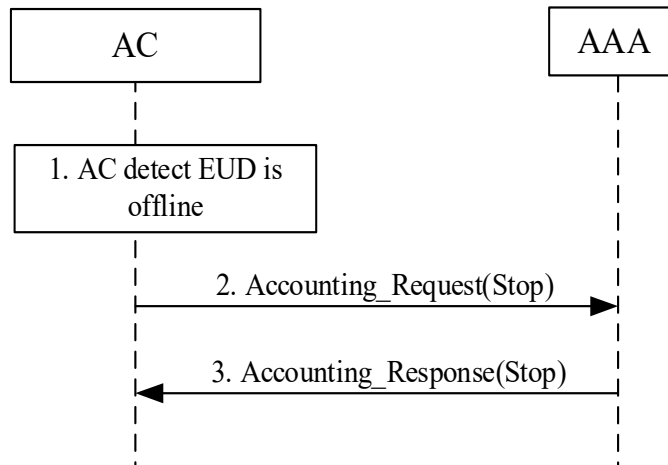 AC
AAA
1. AC detect EUD is
offline
2. Accounting_Request(Stop)
3. Accounting_Response(Stop)